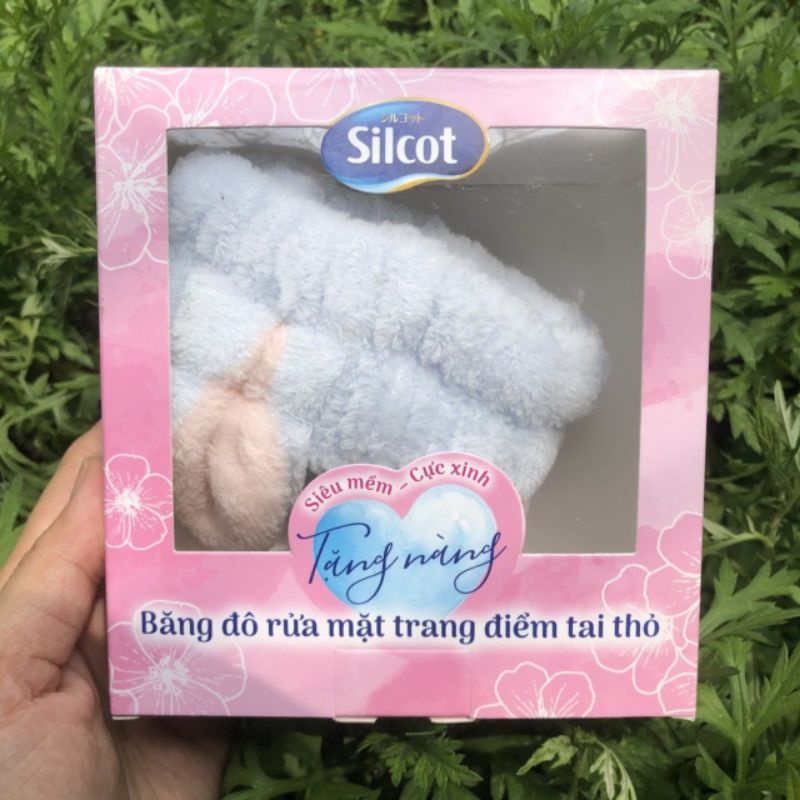 シルコット
Silcot
Siêu mềm - Cực xinh
Tặng nàng
Băng đô rửa mặt trang điểm tai thỏ